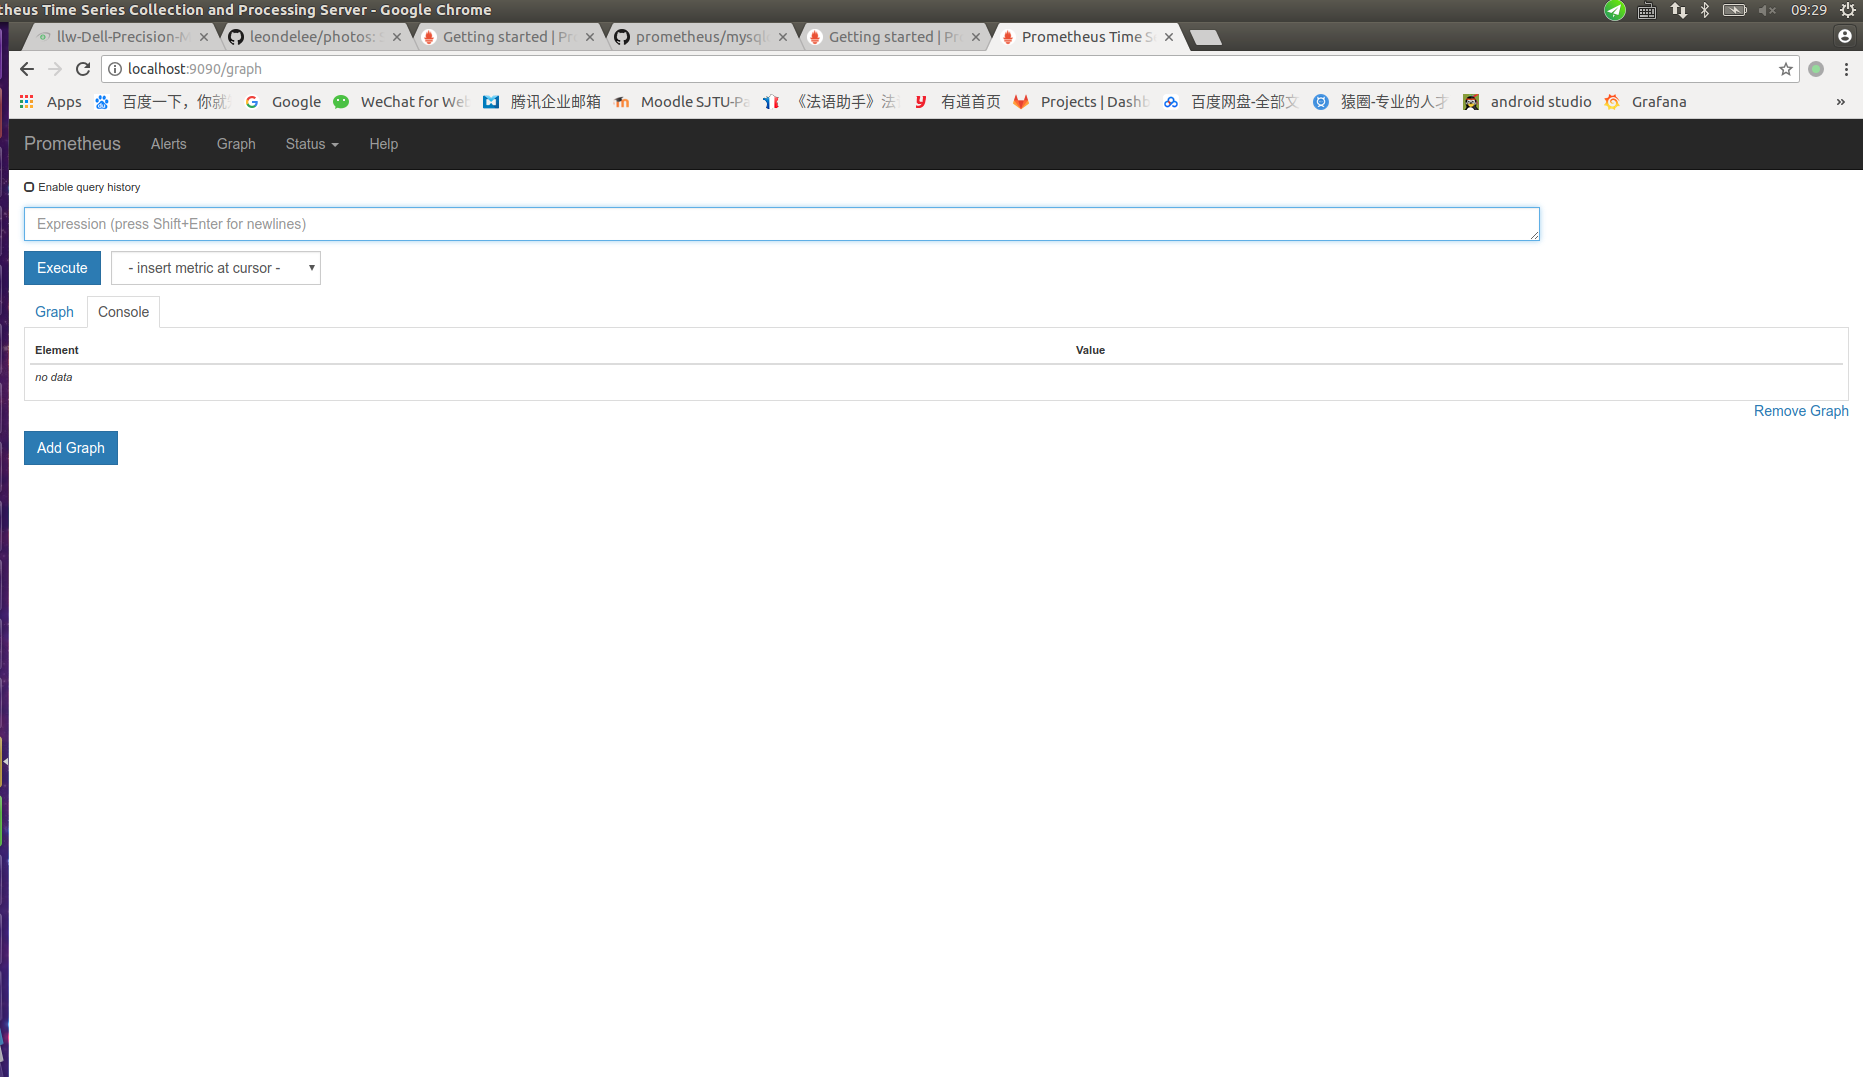 theus Time Series Collection and Processing Server - Google Chrome 09:29
llw-Dell-Precision-M leondelee/photos: Getting started | Pr prometheus/mysql Getting started | Pr Prometheus Time S
localhost:9090/graph
Apps 百度一下，你就 Google WeChat for We 腾讯企业邮箱 Moodle SJTU-Pa 《法语助手》法 有道首页 Projects | Dashb 百度网盘-全部文 猿圈-专业的人才 android studio Grafana »
Prometheus Alerts Graph Status Help
Enable query history
Expression (press Shift+Enter for newlines)
Execute - insert metric at cursor -
Graph Console
Element Value
no data
Remove Graph
Add Graph